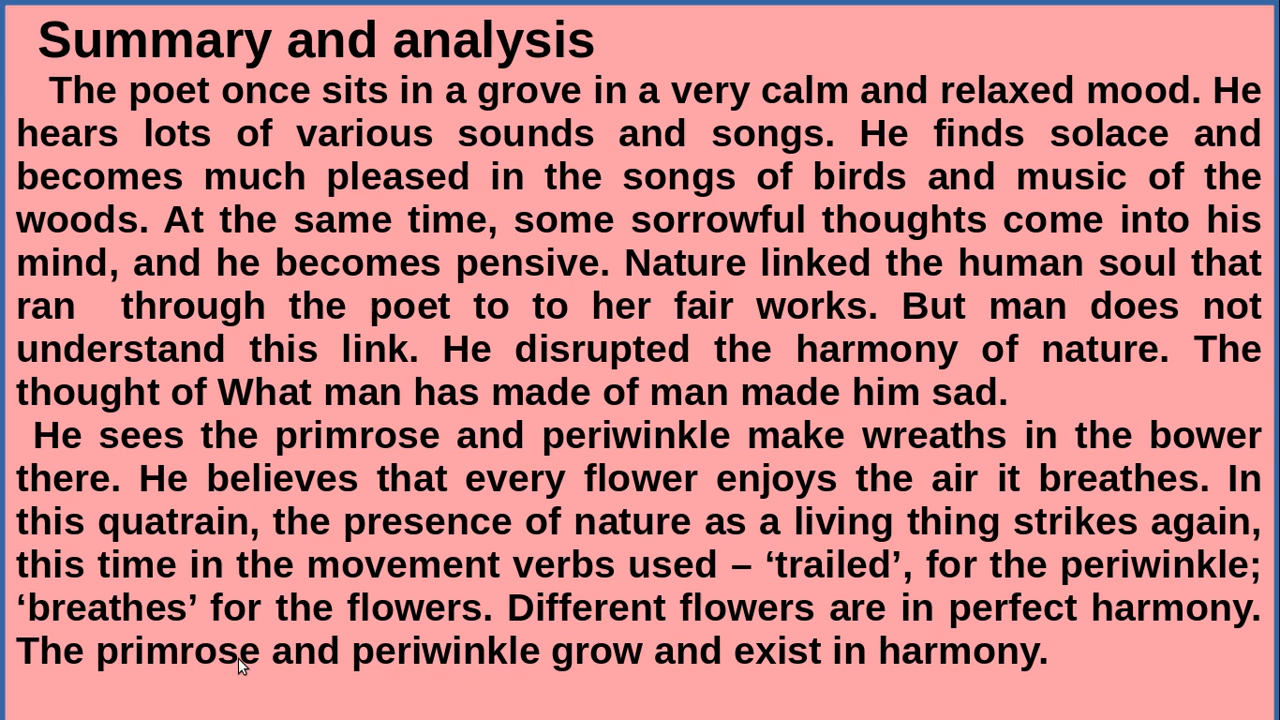 Summary and analysis
The poet once sits in a grove in a very calm and relaxed mood. He
hears lots of various sounds and songs. He finds solace and
becomes much pleased in the songs of birds and music of the
woods. At the same time, some sorrowful thoughts come into his
mind, and he becomes pensive. Nature linked the human soul that
ran through the poet to to her fair works. But man does not
understand this link. He disrupted the harmony of nature. The
thought of What man has made of man made him sad.
He sees the primrose and periwinkle make wreaths in the bower
there. He believes that every flower enjoys the air it breathes. In
this quatrain, the presence of nature as a living thing strikes again,
this time in the movement verbs used – ‘trailed’, for the periwinkle;
‘breathes’ for the flowers. Different flowers are in perfect harmony.
The primrose and periwinkle grow and exist in harmony.